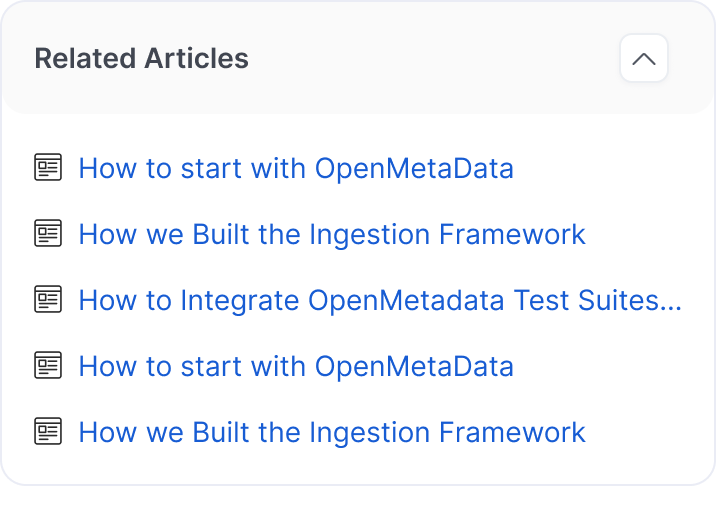 Related Articles
How to start with OpenMetaData
How we Built the Ingestion Framework
How to Integrate OpenMetadata Test Suites...
How to start with OpenMetaData
How we Built the Ingestion Framework